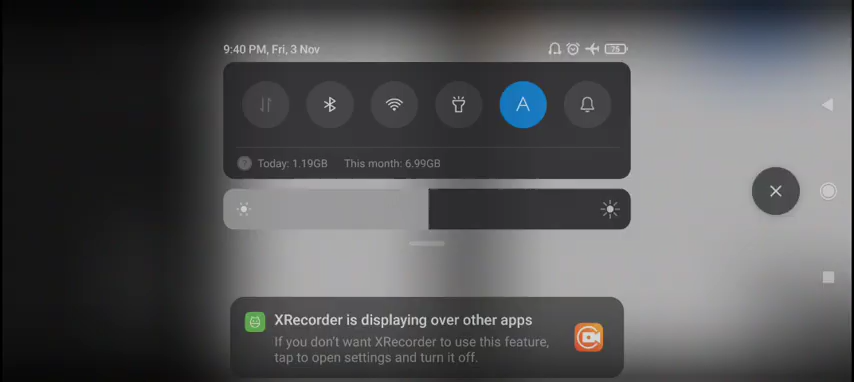 9:40 PM, Fri, 3 Nov
75
A
Today: 1.19GB This month: 6.99GB
XRecorder is displaying over other apps
If you don't want XRecorder to use this feature,
tap to open settings and turn it off.